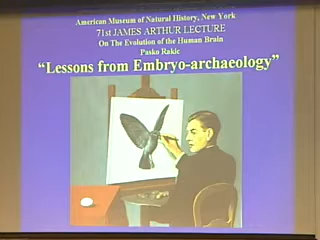 American Museum of Natural History, New York
71st JAMES ARTHUR LECTURE
On The Evolution of the Human Brain
Pasko Rakic
“Lessons from Embryo-archaeology”